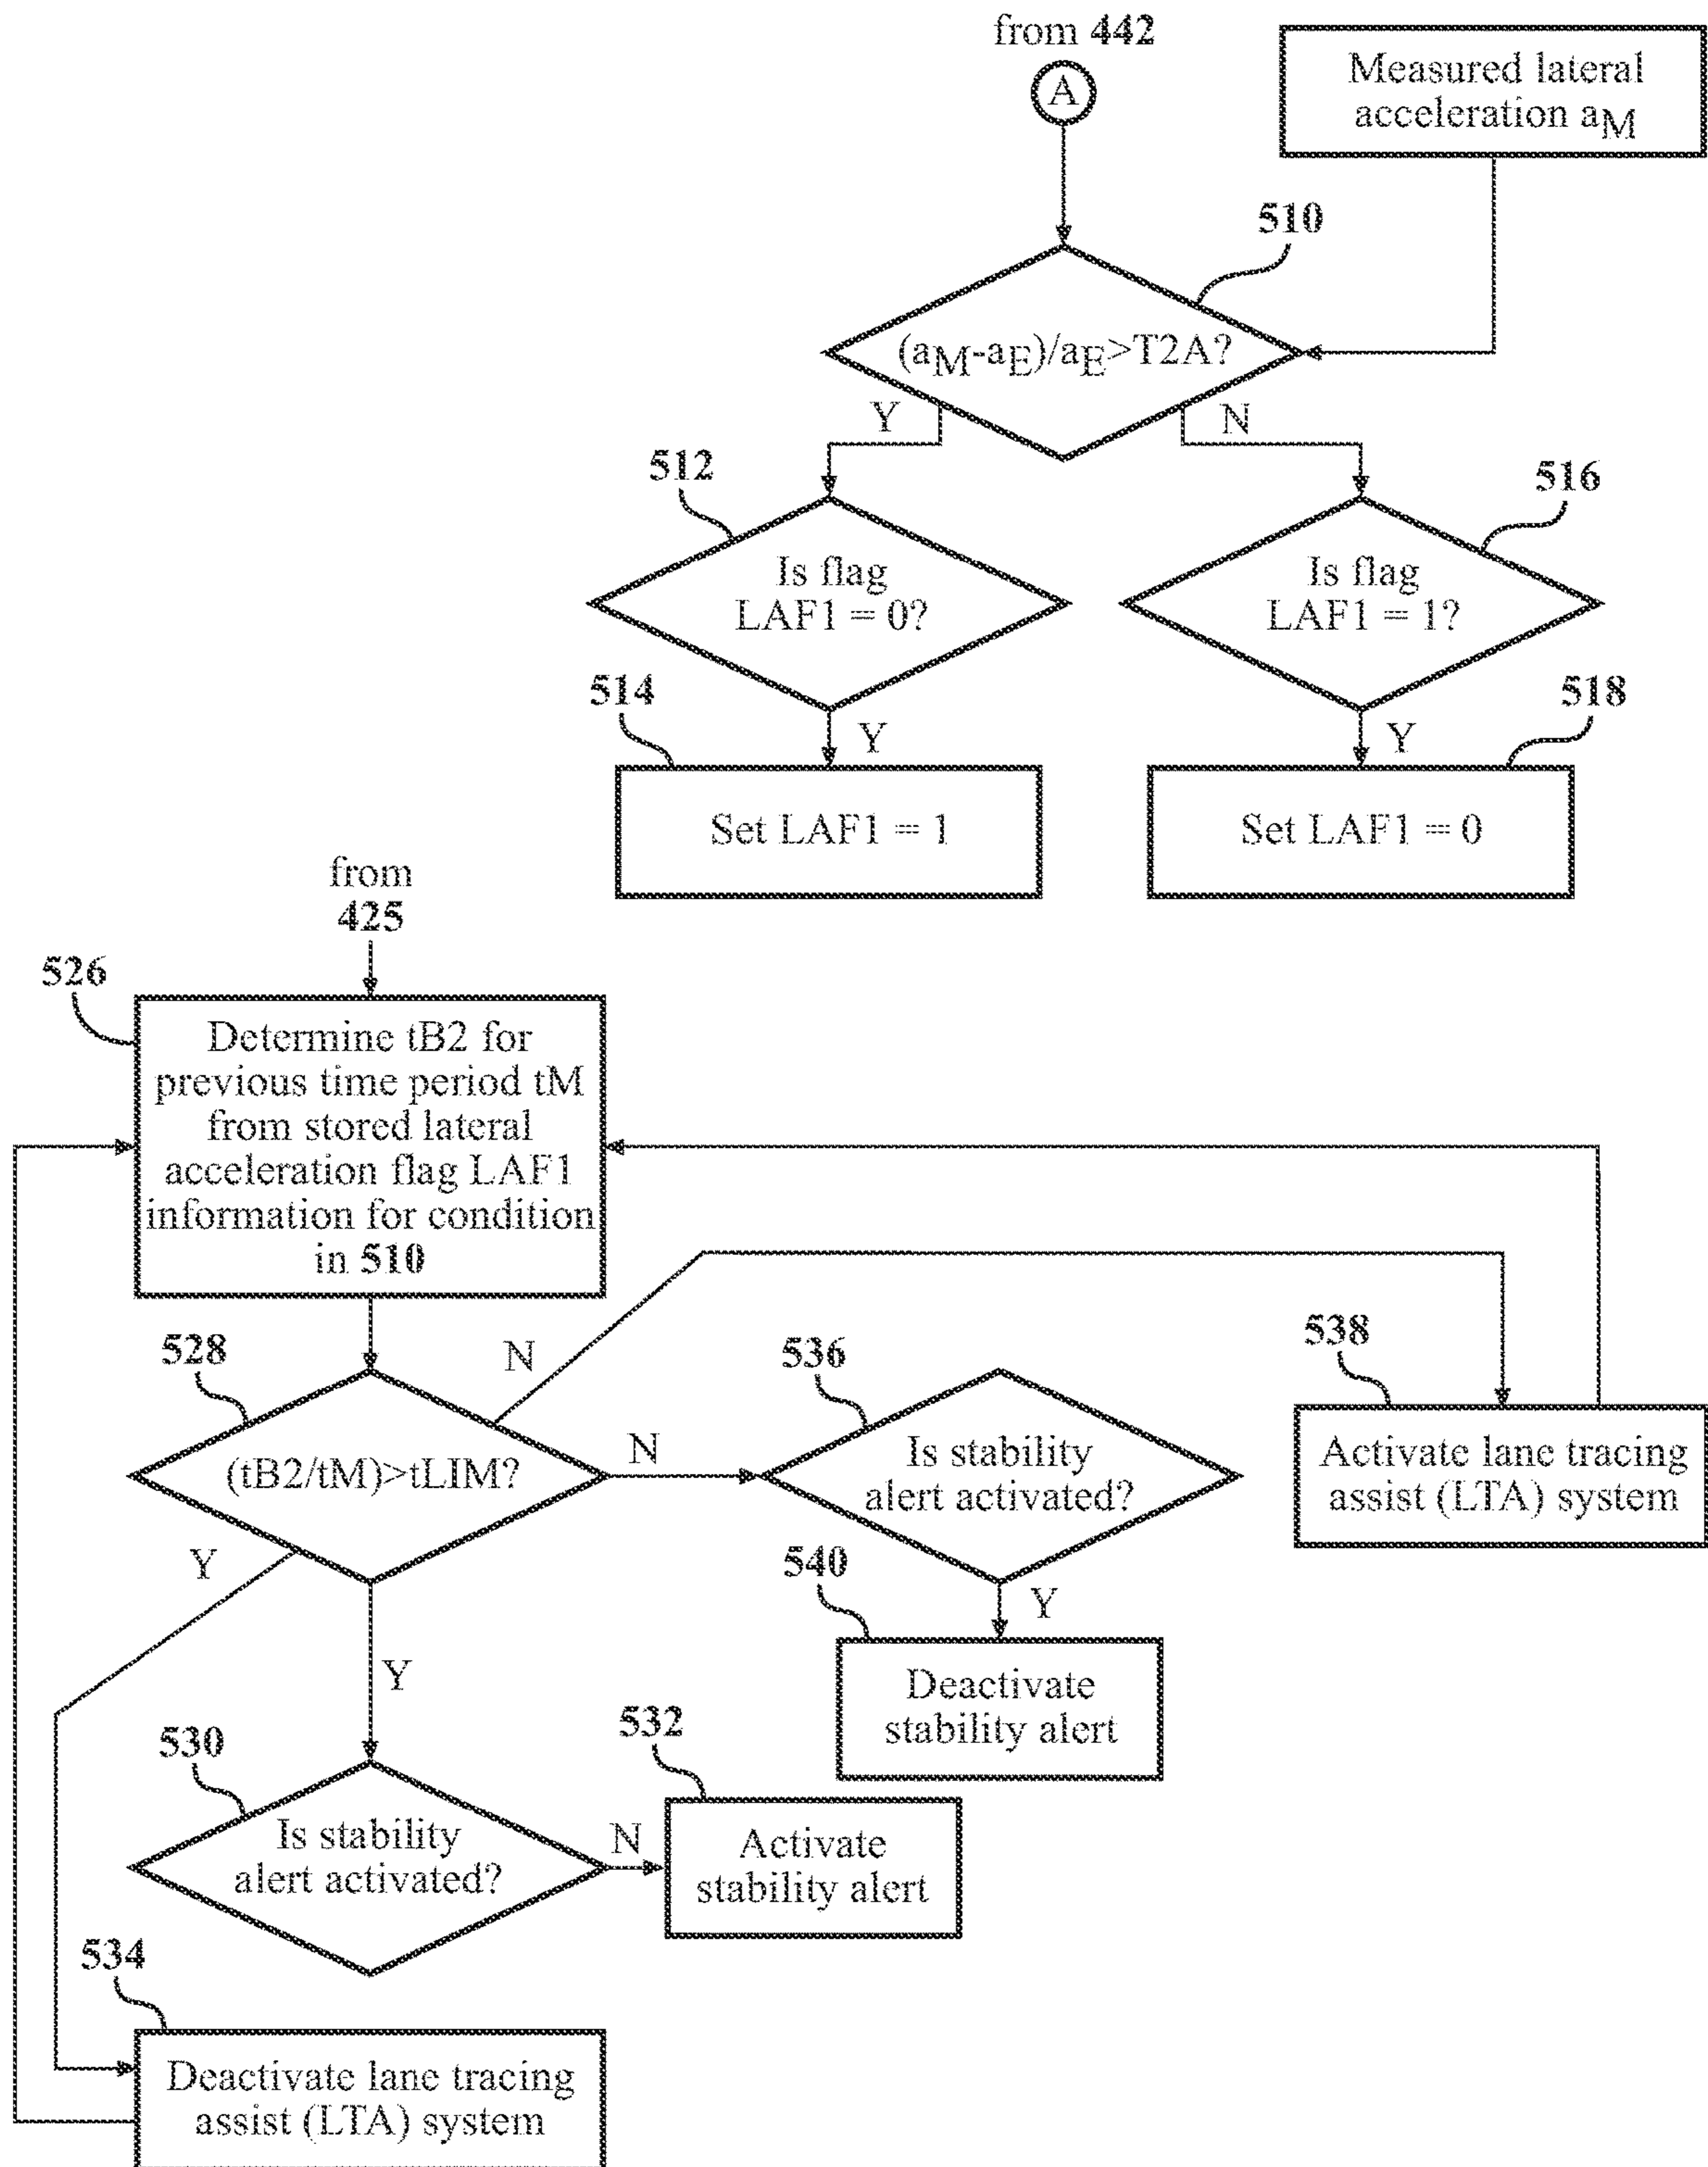 from 442
A
Measured lateral
acceleration aM
510
(aM-aE)/aE>T2A?
Y
N
512
516
Is flag
LAF1 = 0?
Is flag
LAF1 = 1?
514
518
Y
Y
Set LAF1 = 1
Set LAF1 = 0
from
425
526
Determine tB2 for
previous time period tM
from stored lateral
acceleration flag LAF1
information for condition
in 510
528
N
536
538
(tB2/tM)>tLIM?
N
Is stability
alert activated?
Activate lane tracing
assist (LTA) system
Y
540
Y
Y
Deactivate
stability alert
530
532
Is stability
alert activated?
N
Activate
stability alert
534
Deactivate lane tracing
assist (LTA) system